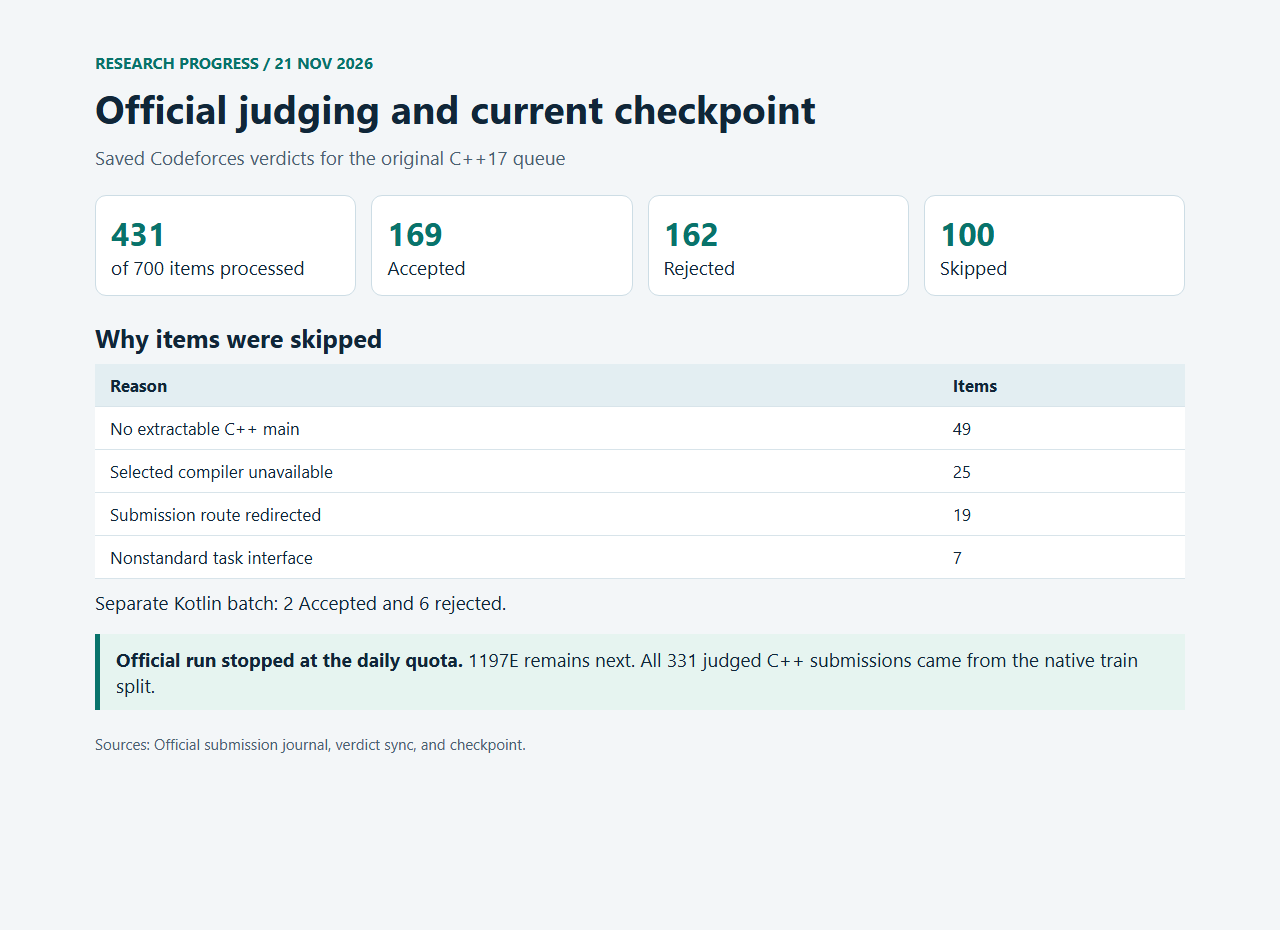 RESEARCH PROGRESS / 21 NOV 2026
Official judging and current checkpoint
Saved Codeforces verdicts for the original C++17 queue
431
of 700 items processed
169
Accepted
162
Rejected
100
Skipped
Why items were skipped
Reason Items
No extractable C++ main 49
Selected compiler unavailable 25
Submission route redirected 19
Nonstandard task interface 7
Separate Kotlin batch: 2 Accepted and 6 rejected.
Official run stopped at the daily quota. 1197E remains next. All 331 judged C++ submissions came from the native train
split.
Sources: Official submission journal, verdict sync, and checkpoint.